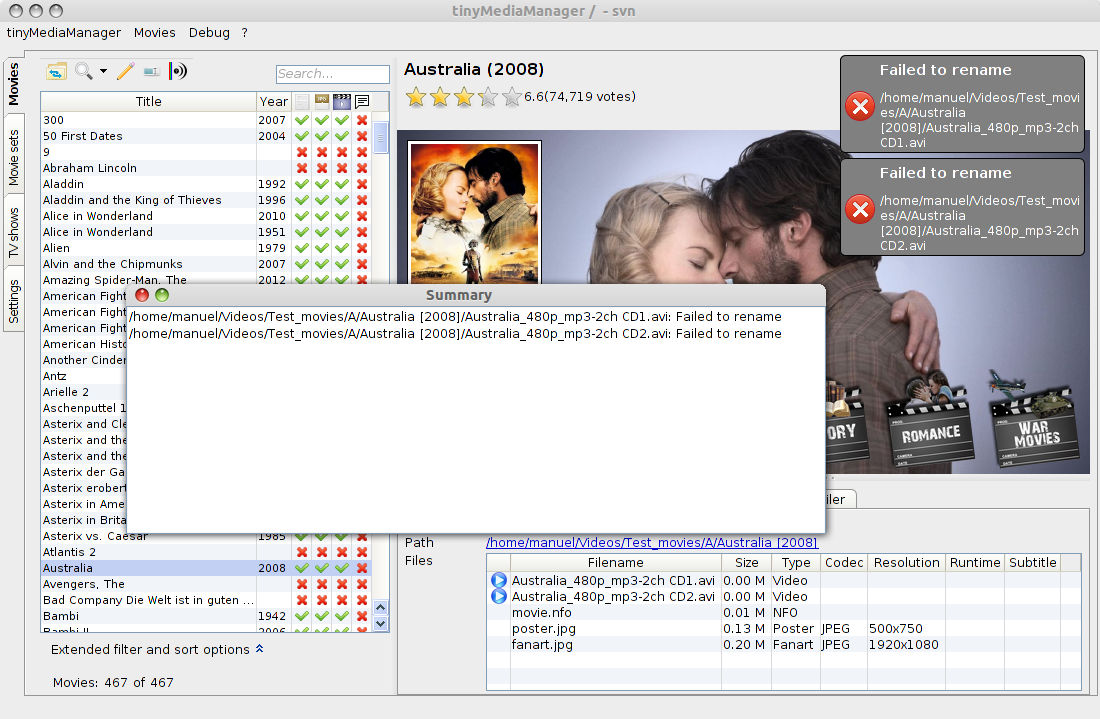 tinyMediaManager / - svn
tinyMediaManager Movies Debug ?
Movies
Movie sets
TV shows
Settings
Search...
Title Year
300 2007
50 First Dates 2004
9
Abraham Lincoln
Aladdin 1992
Aladdin and the King of Thieves 1996
Alice in Wonderland 2010
Alice in Wonderland 1951
Alien 1979
Alvin and the Chipmunks 2007
Amazing Spider-Man, The 2012
American Fight
American Fight
American Fight
American Histo
Another Cinder
Antz
Arielle 2
Aschenputtel 1
Asterix and Cle
Asterix and the
Asterix and the
Asterix der Ga
Asterix erobert
Asterix in Ame
Asterix in Brita
Asterix vs. Caesar 1985
Atlantis 2
Australia 2008
Avengers, The
Bad Company Die Welt ist in guten ...
Bambi 1942
Bambi II 2006
Extended filter and sort options
Movies: 467 of 467
Australia (2008)
6.6(74,719 votes)
Failed to rename
/home/manuel/Videos/Test_movi
es/A/Australia
[2008]/Australia_480p_mp3-2ch
CD1.avi
Failed to rename
/home/manuel/Videos/Test_movi
es/A/Australia
[2008]/Australia_480p_mp3-2ch
CD2.avi
Summary
/home/manuel/Videos/Test_movies/A/Australia [2008]/Australia_480p_mp3-2ch CD1.avi: Failed to rename
/home/manuel/Videos/Test_movies/A/Australia [2008]/Australia_480p_mp3-2ch CD2.avi: Failed to rename
ORY
ROMANCE
WAR
MOVIES
iler
Path /home/manuel/Videos/Test_movies/A/Australia [2008]
Files
Filename Size Type Codec Resolution Runtime Subtitle
Australia_480p_mp3-2ch CD1.avi 0.00 M Video
Australia_480p_mp3-2ch CD2.avi 0.00 M Video
movie.nfo 0.01 M NFO
poster.jpg 0.13 M Poster JPEG 500x750
fanart.jpg 0.20 M Fanart JPEG 1920x1080